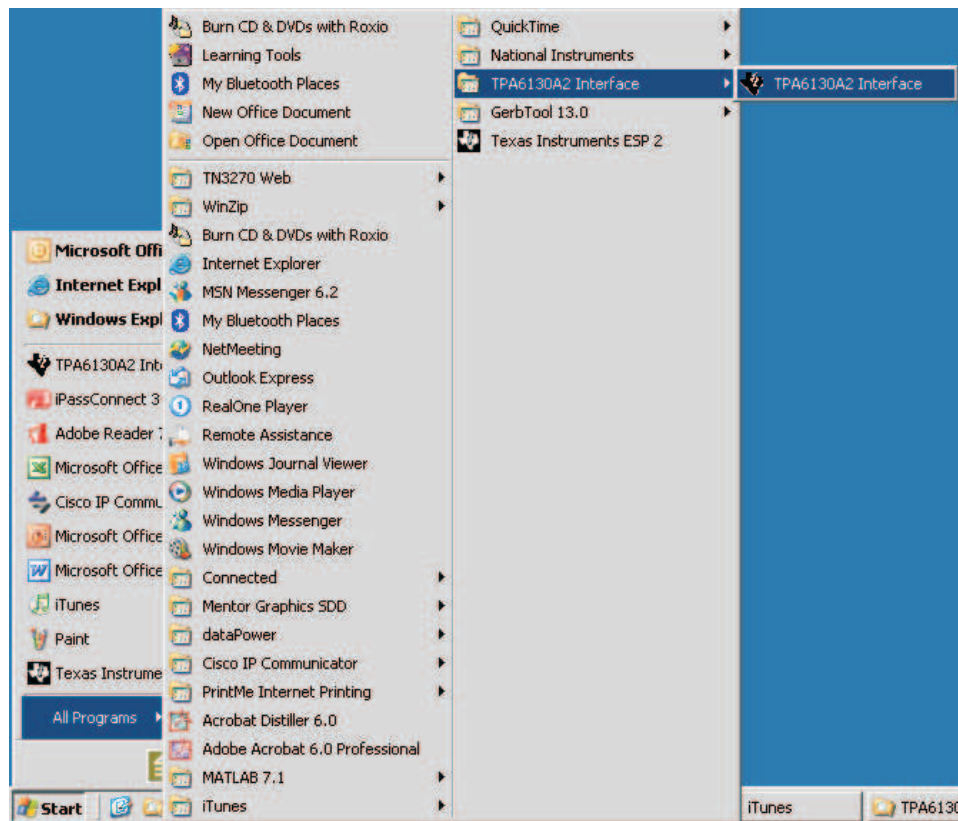 Burn CD & DVDs with Roxio
Learning Tools
My Bluetooth Places
New Office Document
Open Office Document
TN3270 Web
WinZip
Burn CD & DVDs with Roxio
Internet Explorer
MSN Messenger 6.2
My Bluetooth Places
NetMeeting
Outlook Express
RealOne Player
Remote Assistance
Windows Journal Viewer
Windows Media Player
Windows Messenger
Windows Movie Maker
Connected
Mentor Graphics SDD
dataPower
Cisco IP Communicator
PrintMe Internet Printing
Acrobat Distiller 6.0
Adobe Acrobat 6.0 Professional
MATLAB 7.1
iTunes
QuickTime
National Instruments
TPA6130A2 Interface
GerbTool 13.0
Texas Instruments ESP 2
TPA6130A2 Interface
Microsoft Offi
Internet Expl
Windows Expl
TPA6130A2 Int
iPassConnect 3
Adobe Reader 7
Microsoft Office
Cisco IP Commu
Microsoft Office
Microsoft Office
iTunes
Paint
Texas Instrume
All Programs
Start
iTunes
TPA6130